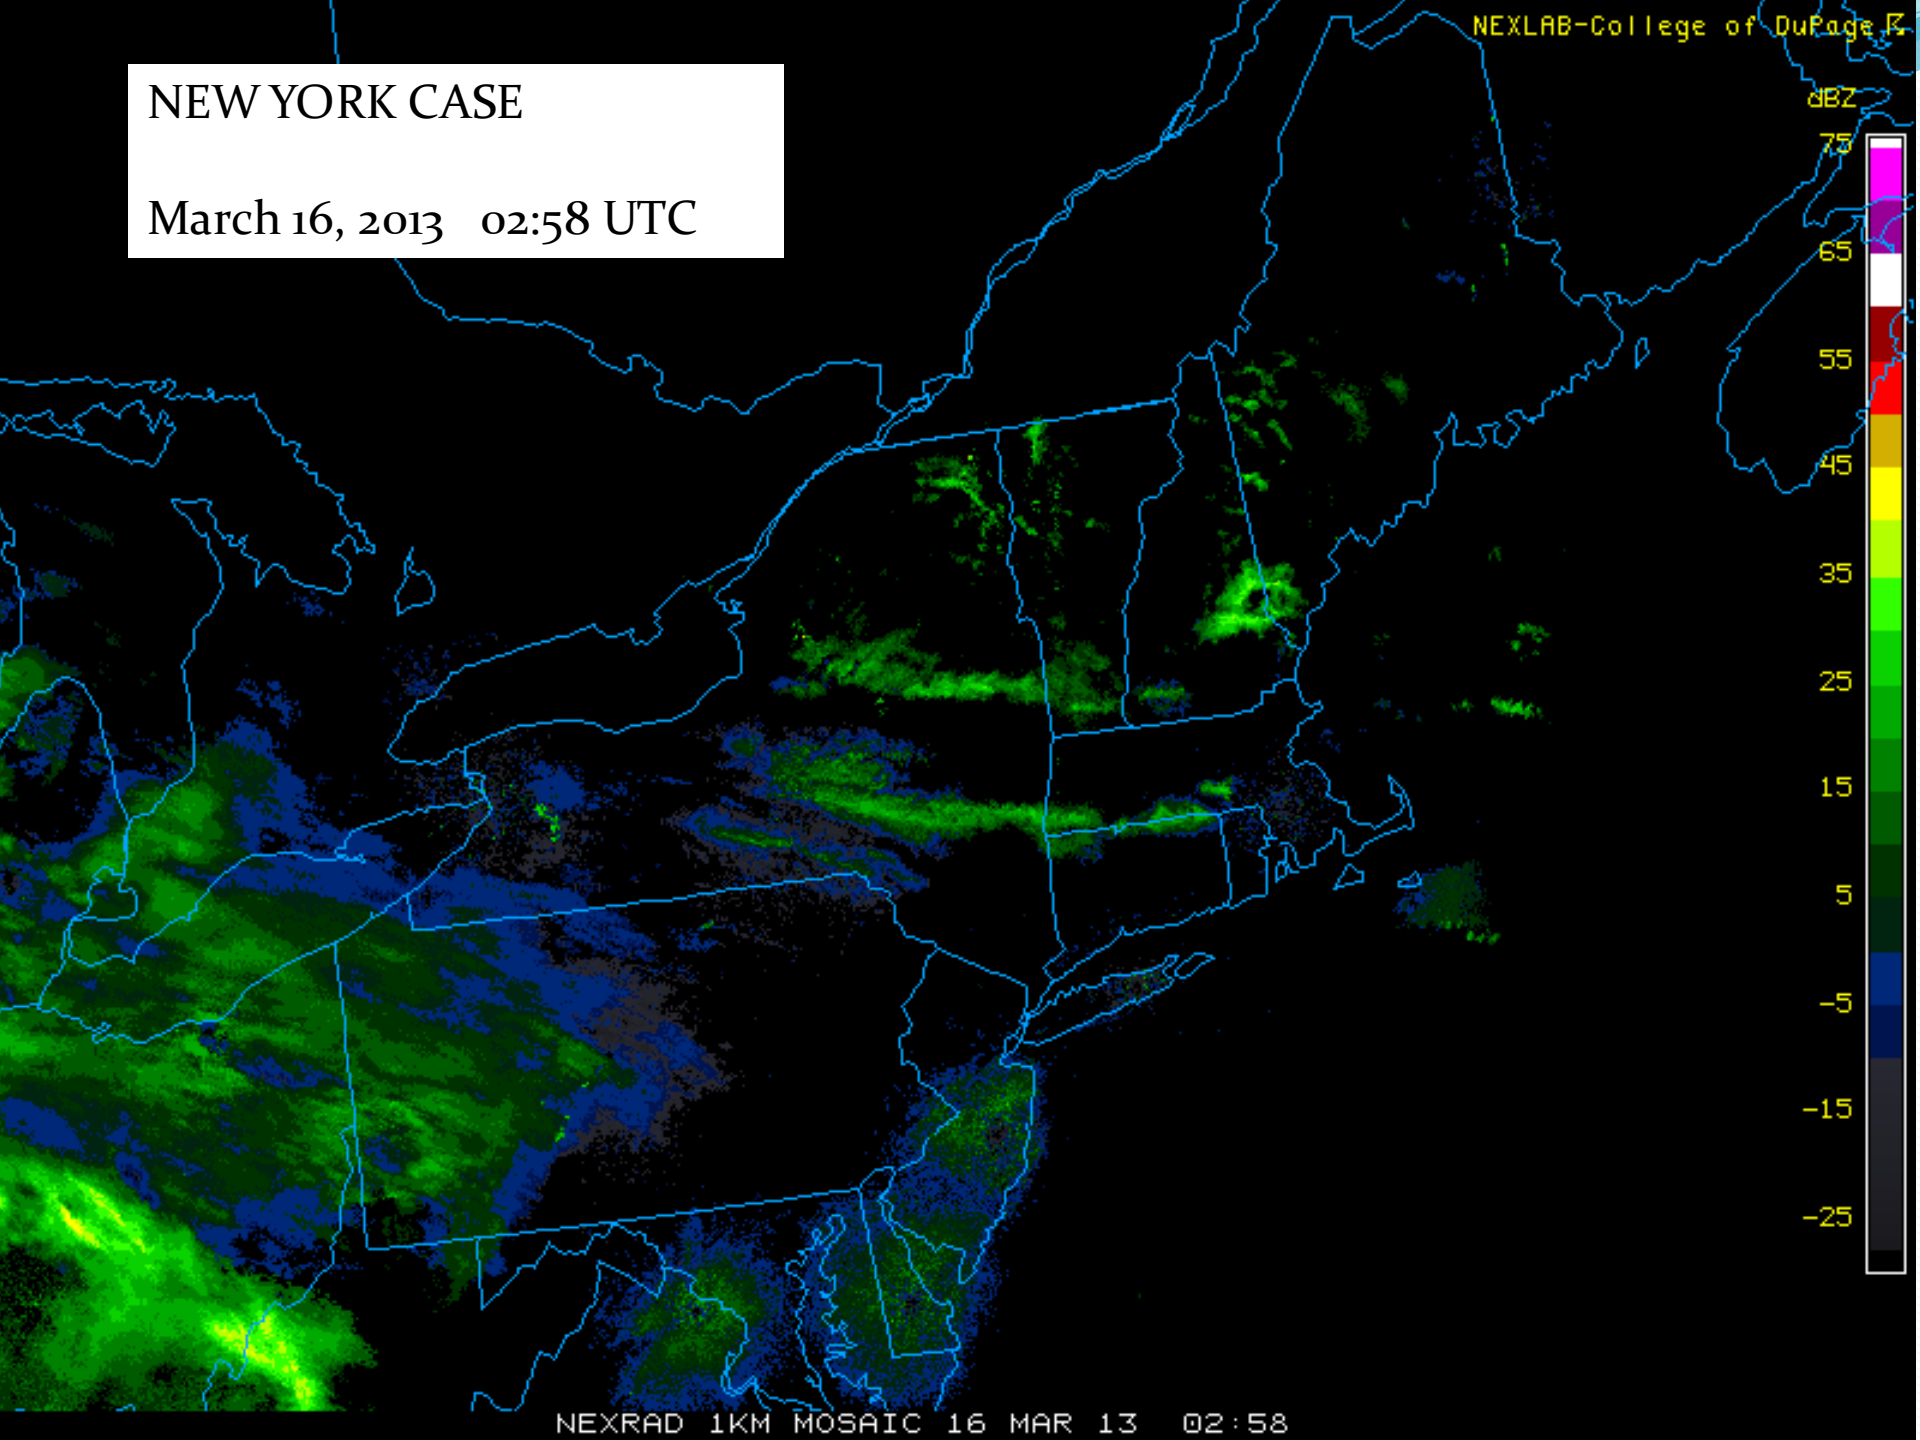 NEXLAB-College of DuPage
NEW YORK CASE
March 16, 2013 02:58 UTC
dBZ
75
65
55
45
35
25
15
5
-5
-15
-25
NEXRAD 1KM MOSAIC 16 MAR 13 02:58